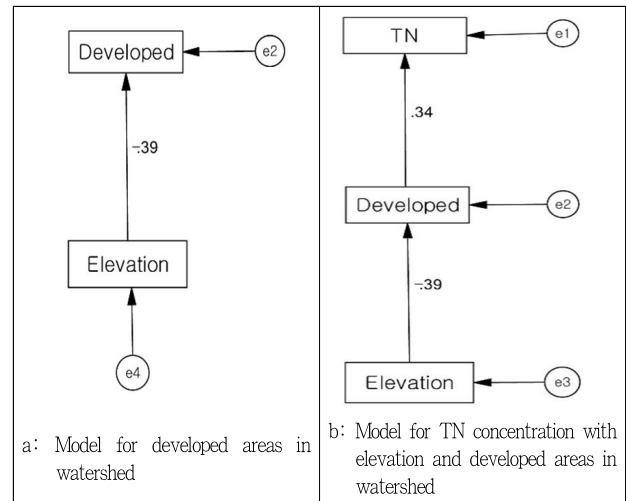 Developed
e2
-.39
Elevation
e4
a: Model for developed areas in
watershed
TN
e1
.34
Developed
e2
-.39
Elevation
e3
b: Model for TN concentration with
elevation and developed areas in
watershed